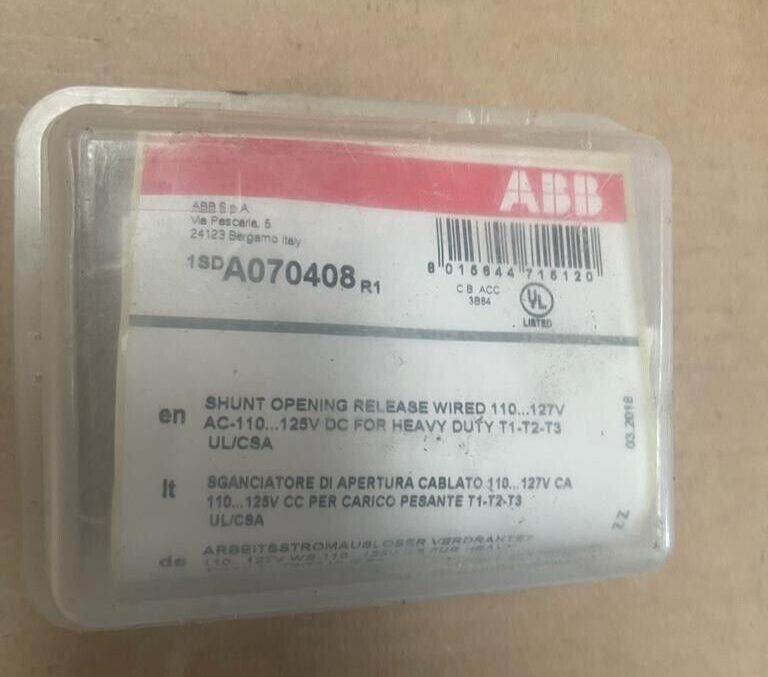 ABB
ABB S.p.A.
Via Pescaria, 5
24123 Bergamo Italy
1SDA070408 R1
8 015644 715120
C.B. ACC
3B84
UL
LISTED
en SHUNT OPENING RELEASE WIRED 110...127V
AC-110...125V DC FOR HEAVY DUTY T1-T2-T3
UL/CSA
03.2018
It SGANCIATORE DI APERTURA CABLATO 110...127V CA
110...125V CC PER CARICO PESANTE T1-T2-T3
UL/CSA
ZZ
de ARBEITSSTROMAUSLOSER VERDRAHTET